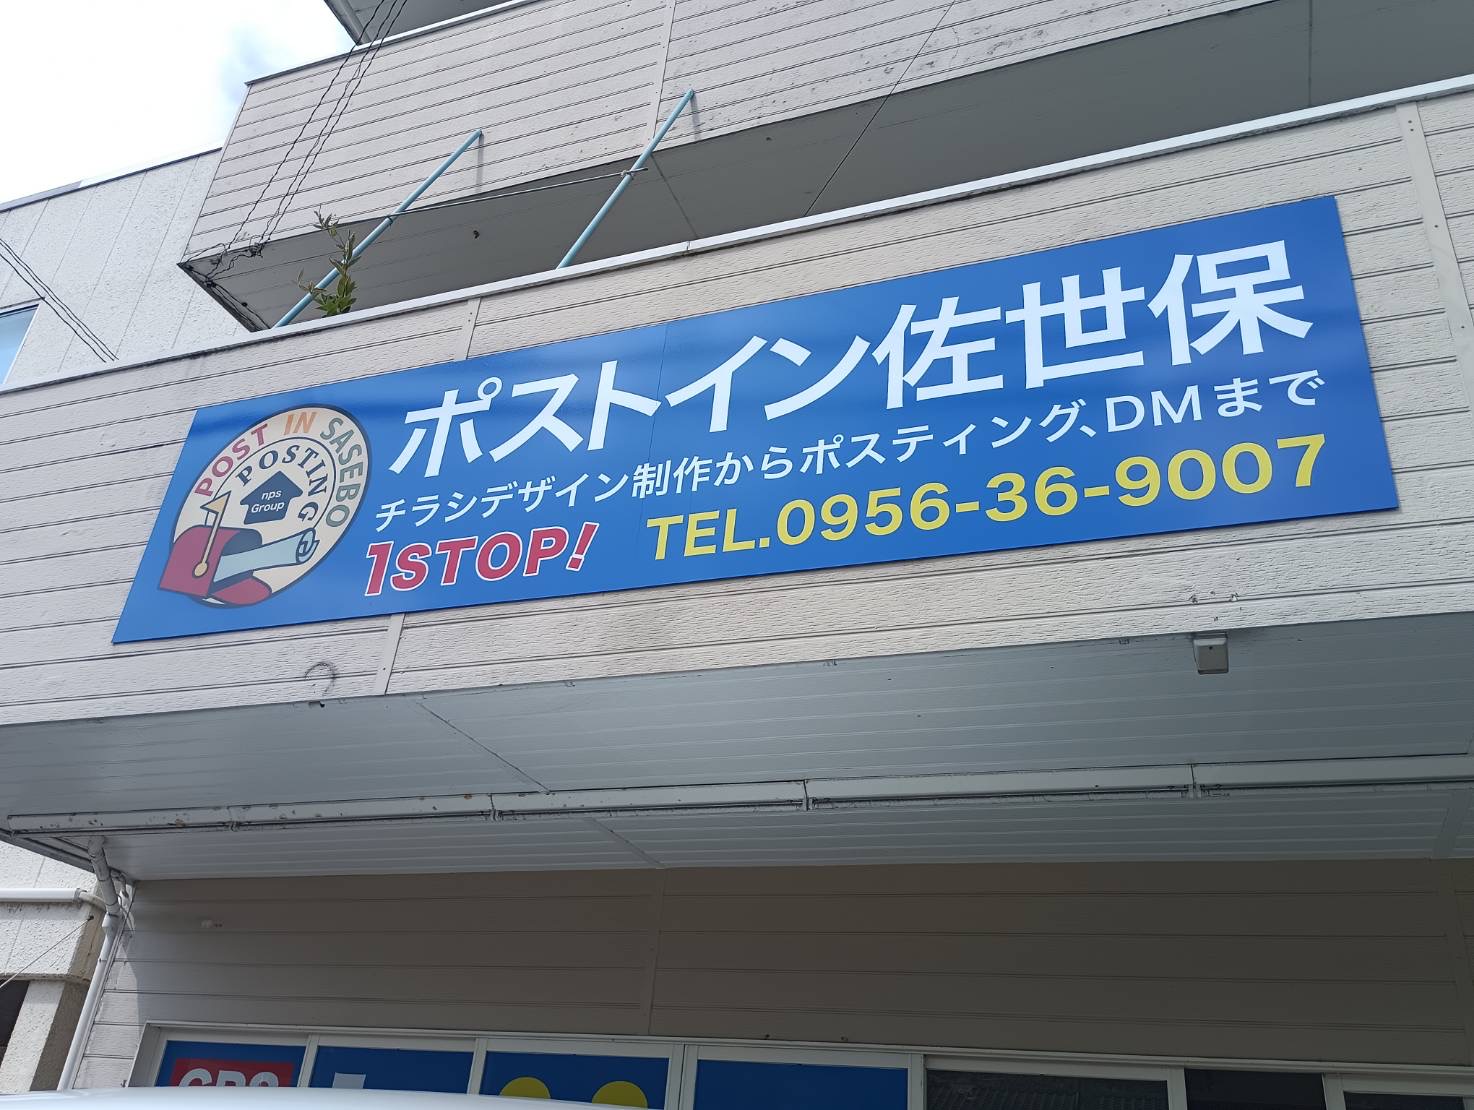 ポストイン佐世保
チラシデザイン制作からポスティング、DMまで
1STOP! TEL.0956-36-9007
POST IN SASEBO
POSTING
nps
Group